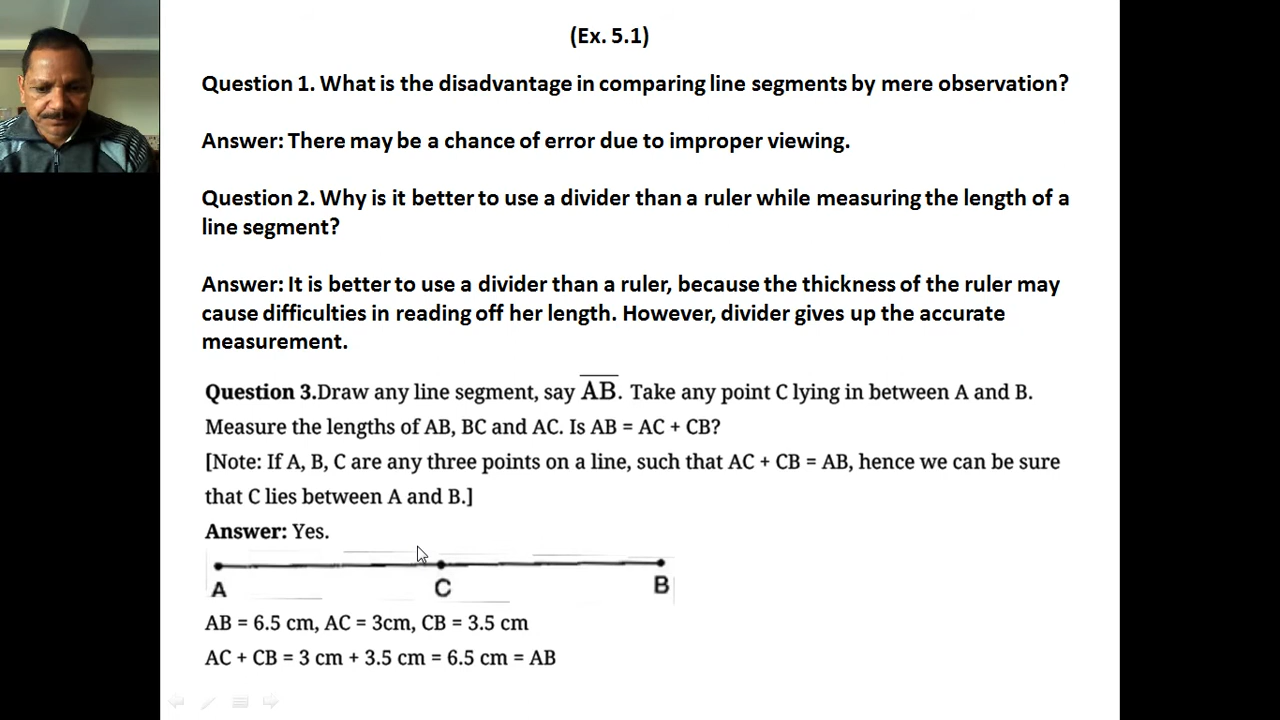 (Ex. 5.1)
Question 1. What is the disadvantage in comparing line segments by mere observation?
Answer: There may be a chance of error due to improper viewing.
Question 2. Why is it better to use a divider than a ruler while measuring the length of a
line segment?
Answer: It is better to use a divider than a ruler, because the thickness of the ruler may
cause difficulties in reading off her length. However, divider gives up the accurate
measurement.
Question 3.Draw any line segment, say A̅B̅. Take any point C lying in between A and B.
Measure the lengths of AB, BC and AC. Is AB = AC + CB?
[Note: If A, B, C are any three points on a line, such that AC + CB = AB, hence we can be sure
that C lies between A and B.]
Answer: Yes.
A C B
AB = 6.5 cm, AC = 3cm, CB = 3.5 cm
AC + CB = 3 cm + 3.5 cm = 6.5 cm = AB